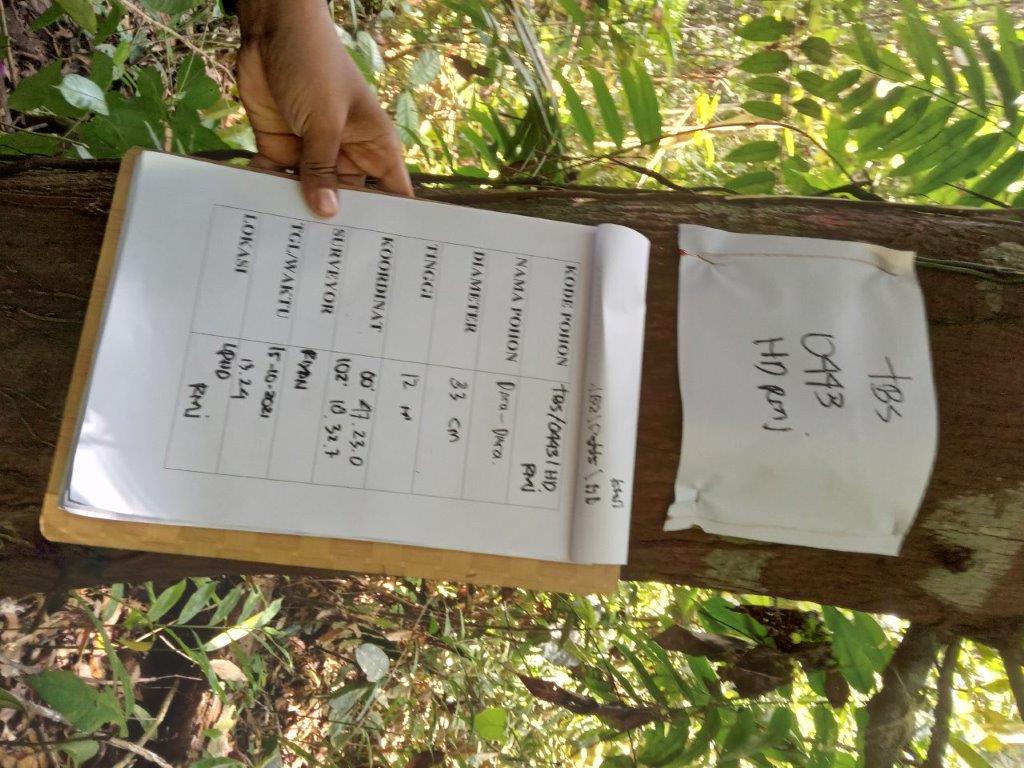 tBS
0443
HD RMJ
KODE POHON tBS/0443/HD
RMJ
NAMA POHON Dara-Dara.
DIAMETER 33 cm
TINGGI 12 m
KOORDINAT 00° 47.23.0
102° 10.32.7
SURVEYOR RIYAN
TGL/WAKTU 15-10-2021
13.24
LOKASI LPHD
RMJ